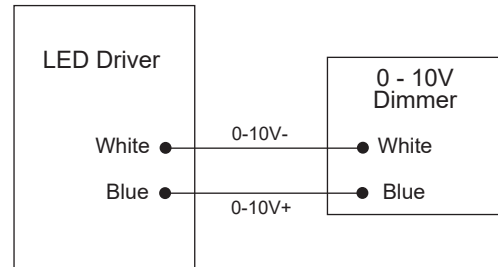 LED Driver
0 - 10V
Dimmer
White
0-10V-
White
Blue
0-10V+
Blue